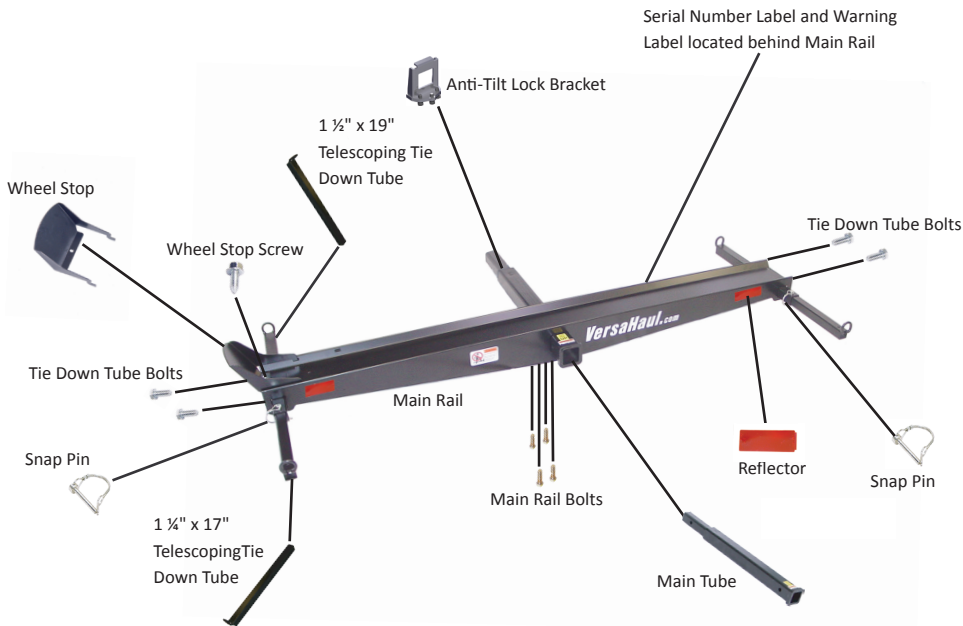 Serial Number Label and Warning
Label located behind Main Rail
Anti-Tilt Lock Bracket
1 ½" x 19"
Telescoping Tie
Down Tube
Wheel Stop
Wheel Stop Screw
Tie Down Tube Bolts
VersaHaul.com
Tie Down Tube Bolts
Main Rail
Snap Pin
Reflector
Snap Pin
Main Rail Bolts
1 ¼" x 17"
TelescopingTie
Down Tube
Main Tube